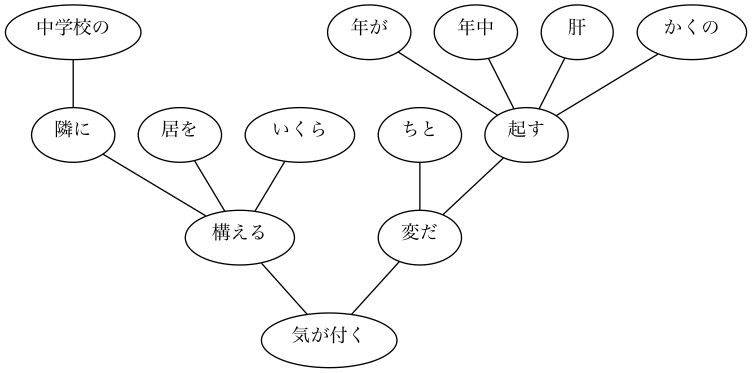 中学校の
年が
年中
肝
かくの
隣に
居を
いくら
ちと
起す
構える
変だ
気が付く